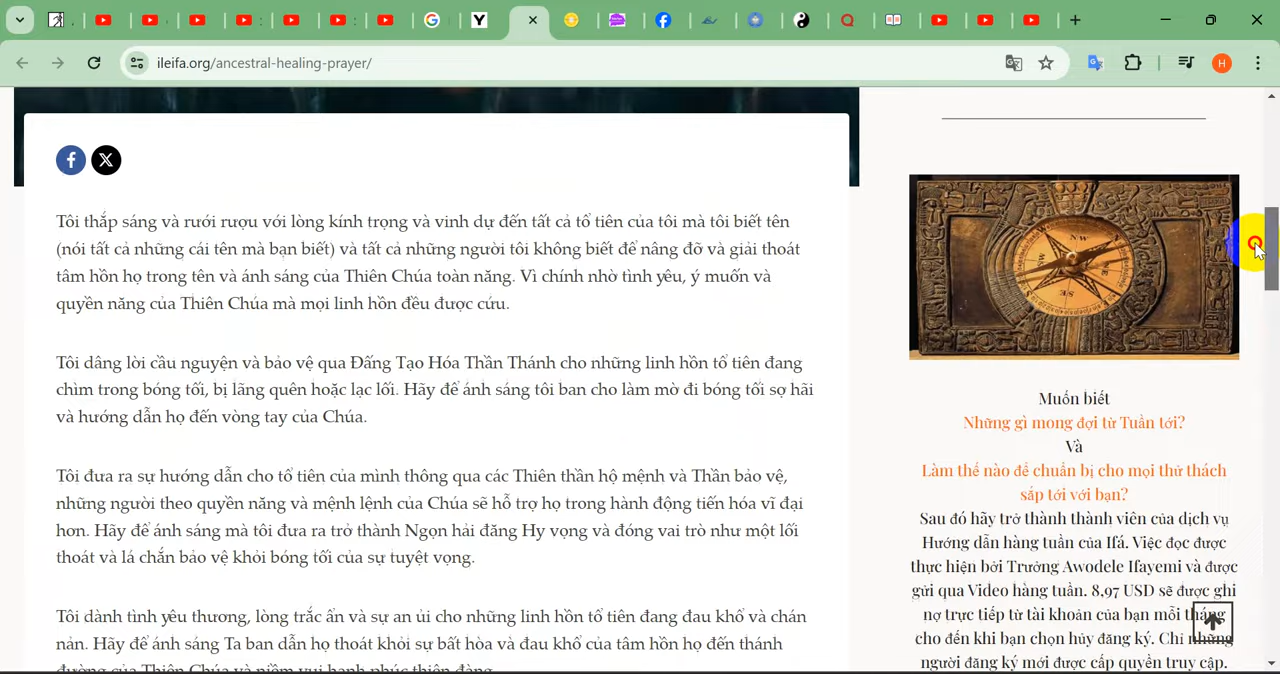 ileifa.org/ancestral-healing-prayer/
H
Tôi thắp sáng và rưới rượu với lòng kính trọng và vinh dự đến tất cả tổ tiên của tôi mà tôi biết tên
(nói tất cả những cái tên mà bạn biết) và tất cả những người tôi không biết để nâng đỡ và giải thoát
tâm hồn họ trong tên và ánh sáng của Thiên Chúa toàn năng. Vì chính nhờ tình yêu, ý muốn và
quyền năng của Thiên Chúa mà mọi linh hồn đều được cứu.
Tôi dâng lời cầu nguyện và bảo vệ qua Đấng Tạo Hóa Thần Thánh cho những linh hồn tổ tiên đang
chìm trong bóng tối, bị lãng quên hoặc lạc lối. Hãy để ánh sáng tôi ban cho làm mờ đi bóng tối sợ hãi
và hướng dẫn họ đến vòng tay của Chúa.
Tôi đưa ra sự hướng dẫn cho tổ tiên của mình thông qua các Thiên thần hộ mệnh và Thần bảo vệ,
những người theo quyền năng và mệnh lệnh của Chúa sẽ hỗ trợ họ trong hành động tiến hóa vĩ đại
hơn. Hãy để ánh sáng mà tôi đưa ra trở thành Ngọn hải đăng Hy vọng và đóng vai trò như một lối
thoát và lá chắn bảo vệ khỏi bóng tối của sự tuyệt vọng.
Tôi dành tình yêu thương, lòng trắc ẩn và sự an ủi cho những linh hồn tổ tiên đang đau khổ và chán
nản. Hãy để ánh sáng Ta ban dẫn họ thoát khỏi sự bất hòa và đau khổ của tâm hồn họ đến thánh
đường của Thiên Chúa và niềm vui hạnh phúc thiên đàng.
NW
SE
Muốn biết
Những gì mong đợi từ Tuần tới?
Và
Làm thế nào để chuẩn bị cho mọi thử thách
sắp tới với bạn?
Sau đó hãy trở thành thành viên của dịch vụ
Hướng dẫn hàng tuần của Ifá. Việc đọc được
thực hiện bởi Trưởng Awodele Ifayemi và được
gửi qua Video hàng tuần. 8,97 USD sẽ được ghi
nợ trực tiếp từ tài khoản của bạn mỗi tháng
cho đến khi bạn chọn hủy đăng ký. Chỉ những
người đăng ký mới được cấp quyền truy cập.